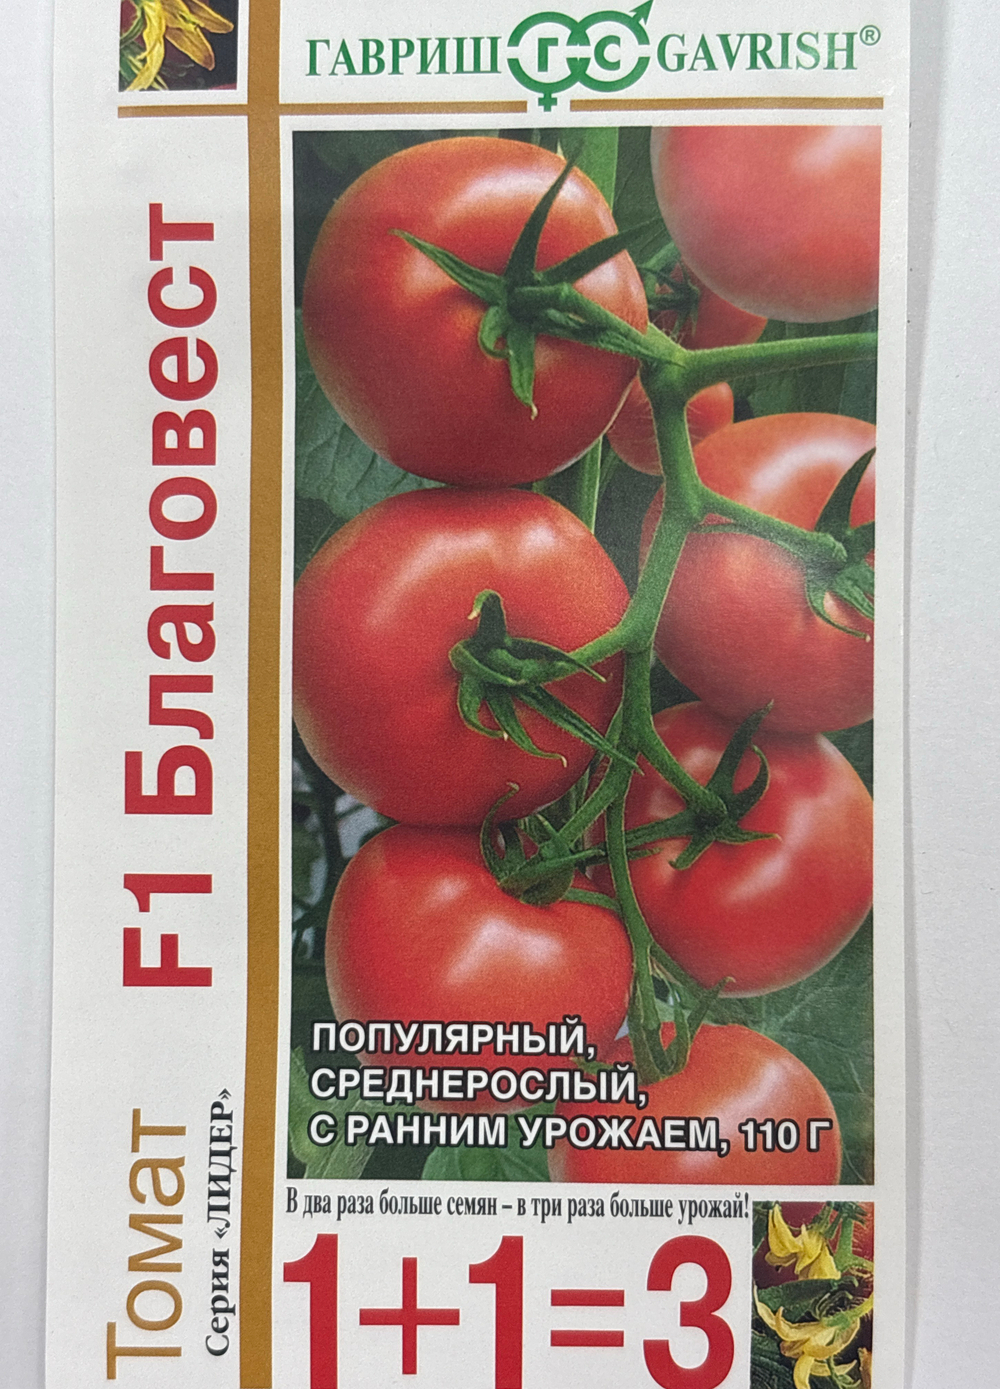 ГАВРИШ ГС GAVRISH®
Томат
F1 Благовест
Серия «ЛИДЕР»
ПОПУЛЯРНЫЙ,
СРЕДНЕРОСЛЫЙ,
С РАННИМ УРОЖАЕМ, 110 Г
В два раза больше семян – в три раза больше урожай!
1+1=3